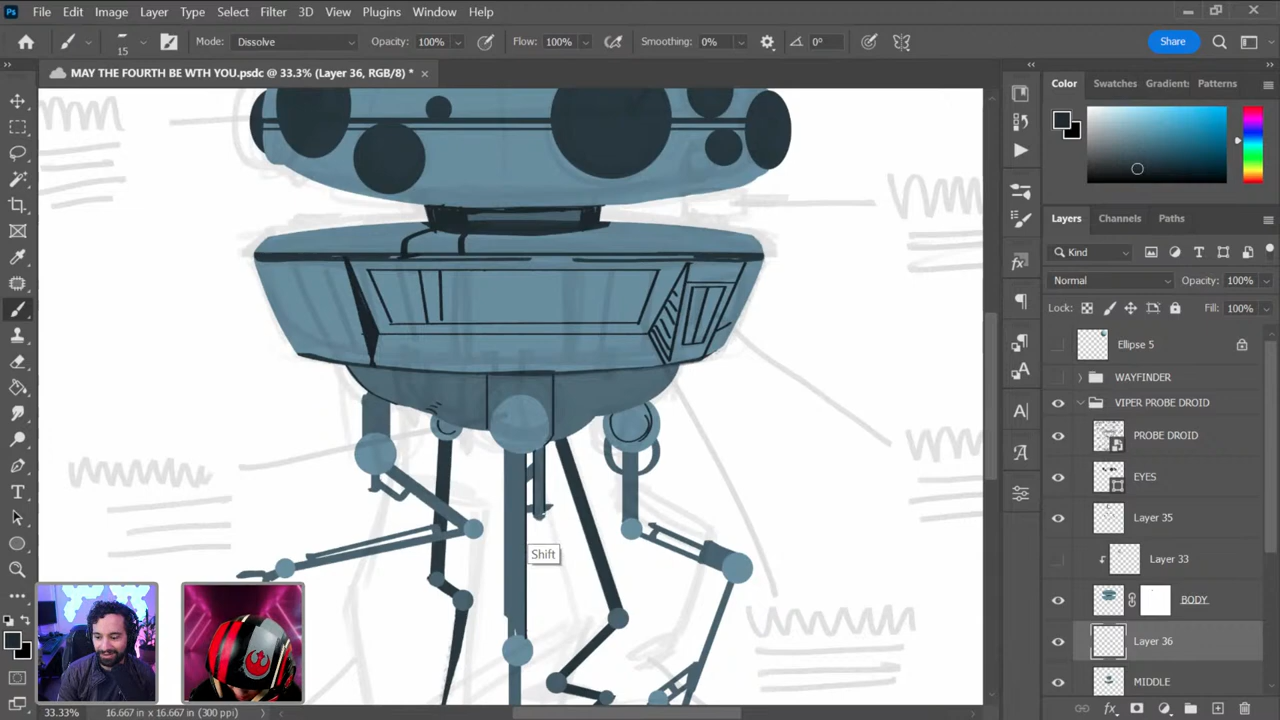 Ps File Edit Image Layer Type Select Filter 3D View Plugins Window Help
15 Mode: Dissolve Opacity: 100% Flow: 100% Smoothing: 0% 0° Share
MAY THE FOURTH BE WTH YOU.psdc @ 33.3% (Layer 36, RGB/8) *
Color Swatches Gradient: Patterns
Layers Channels Paths
Kind
Normal Opacity: 100%
Lock: Fill: 100%
Ellipse 5
WAYFINDER
VIPER PROBE DROID
PROBE DROID
EYES
Layer 35
Layer 33
BODY
Layer 36
MIDDLE
Shift
33.33% 16.667 in x 16.667 in (300 ppi)